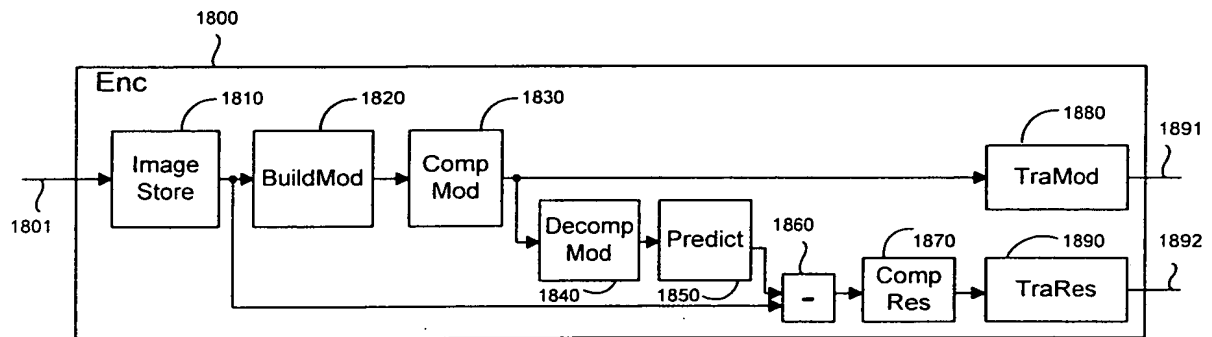 1800
Enc
1810
1820
1830
1880
1891
Image
Store
BuildMod
Comp
Mod
TraMod
1801
Decomp
Mod
Predict
1860
1870
1890
1892
1840
1850
-
Comp
Res
TraRes